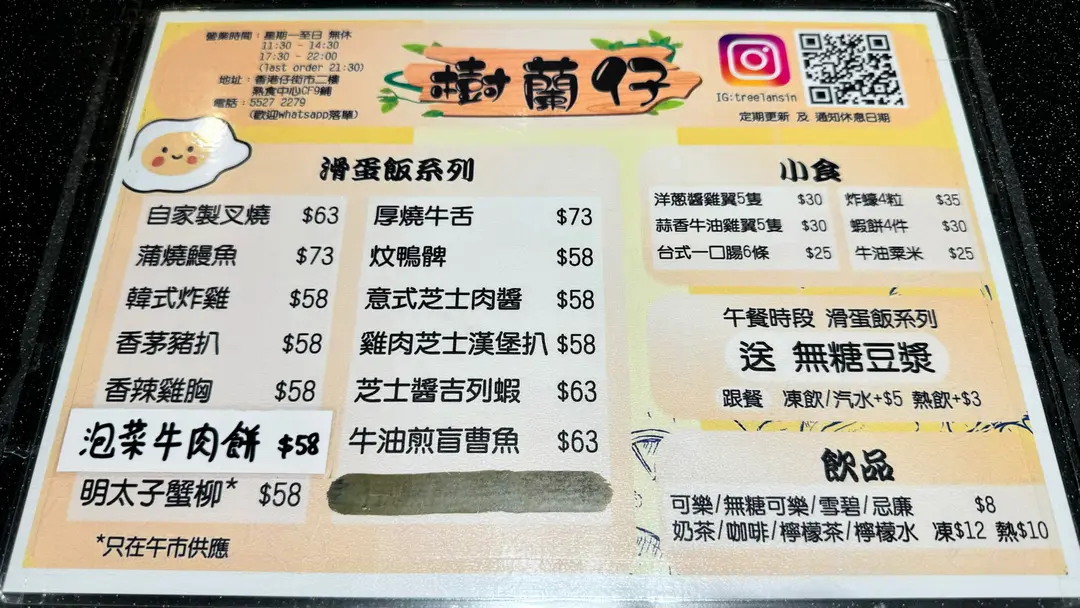 營業時間：星期一至日 無休
11:30 - 14:30
17:30 - 22:00
(last order 21:30)
地址：香港仔街市二樓
熟食中心CF9舖
電話：5527 2279
(歡迎whatsapp落單)
樹蘭仔
IG:treelansin
定期更新 及 通知休息日期
滑蛋飯系列
自家製叉燒 $63
蒲燒鰻魚 $73
韓式炸雞 $58
香茅豬扒 $58
香辣雞胸 $58
泡菜牛肉餅 $58
明太子蟹柳* $58
*只在午市供應
厚燒牛舌 $73
炆鴨髀 $58
意式芝士肉醬 $58
雞肉芝士漢堡扒 $58
芝士醬吉列蝦 $63
牛油煎盲曹魚 $63
小食
洋葱醬雞翼5隻 $30
蒜香牛油雞翼5隻 $30
台式一口腸6條 $25
炸蠔4粒 $35
蝦餅4件 $30
牛油粟米 $25
午餐時段 滑蛋飯系列
送 無糖豆漿
跟餐 凍飲/汽水+$5 熱飲+$3
飲品
可樂/無糖可樂/雪碧/忌廉 $8
奶茶/咖啡/檸檬茶/檸檬水 凍$12 熱$10